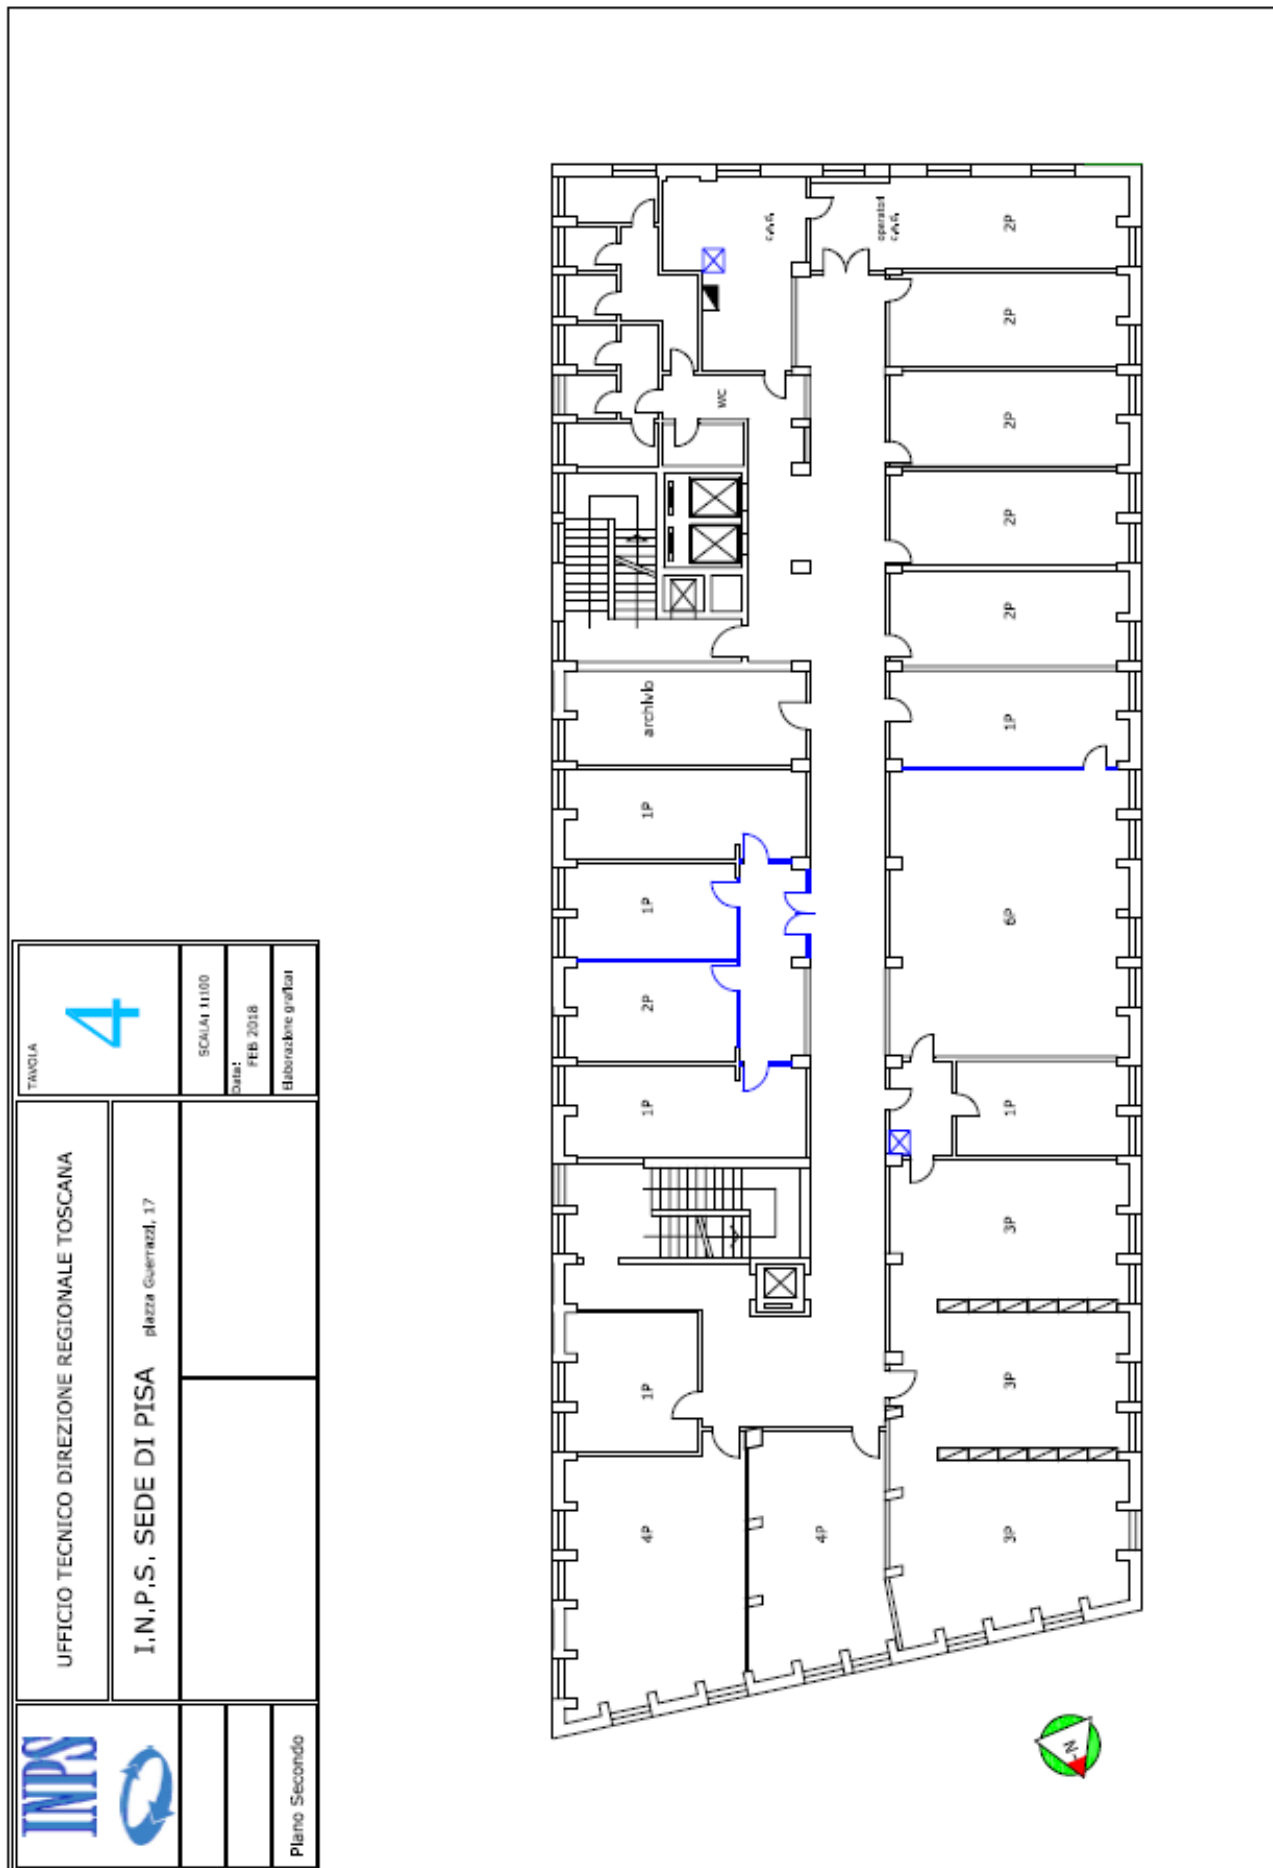 TAVOLA
4
SCALA: 1:100
Data:
FEB 2018
Elaborazione grafica:
UFFICIO TECNICO DIREZIONE REGIONALE TOSCANA
I.N.P.S. SEDE DI PISA piazza Guerrazzi, 17
INPS
Piano Secondo
c.e.d.
operatori
c.e.d.
2P
2P
WC
2P
2P
2P
archivio
1P
1P
1P
6P
2P
1P
1P
3P
1P
3P
4P
4P
3P
N